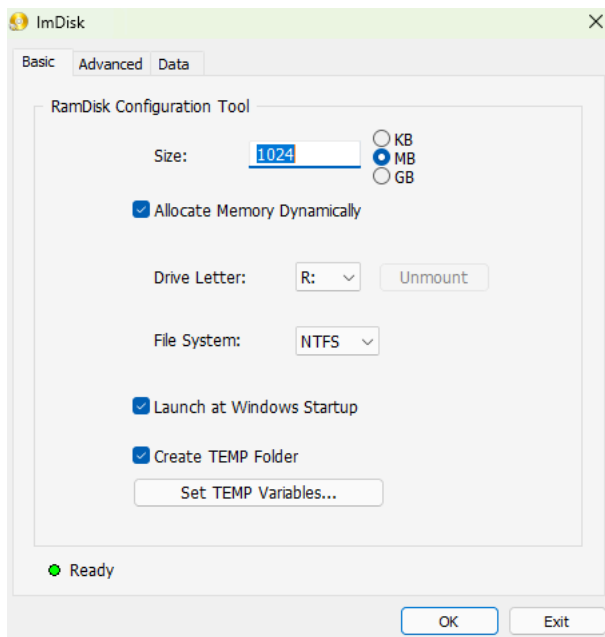 ImDisk
Basic Advanced Data
RamDisk Configuration Tool
Size: 1024
KB
MB
GB
Allocate Memory Dynamically
Drive Letter: R: Unmount
File System: NTFS
Launch at Windows Startup
Create TEMP Folder
Set TEMP Variables...
Ready
OK Exit